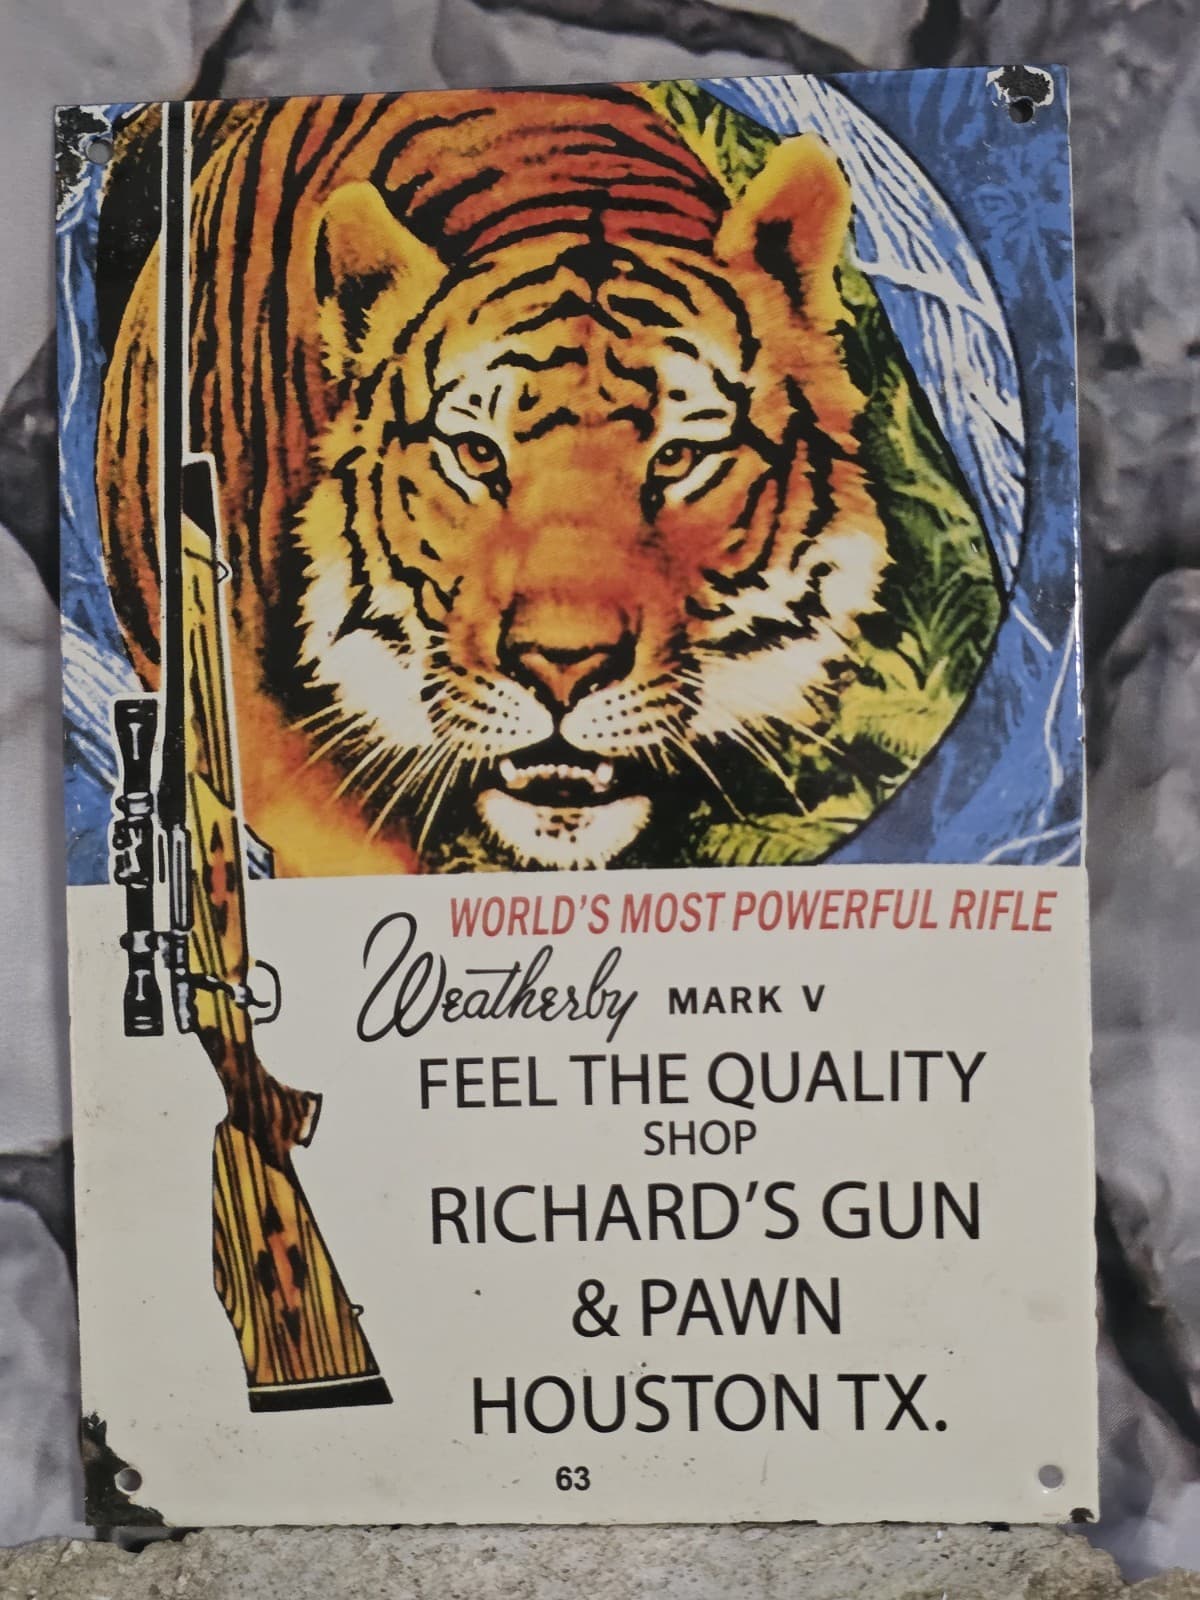 WORLD'S MOST POWERFUL RIFLE
Weatherby MARK V
FEEL THE QUALITY
SHOP
RICHARD'S GUN
& PAWN
HOUSTON TX.
63